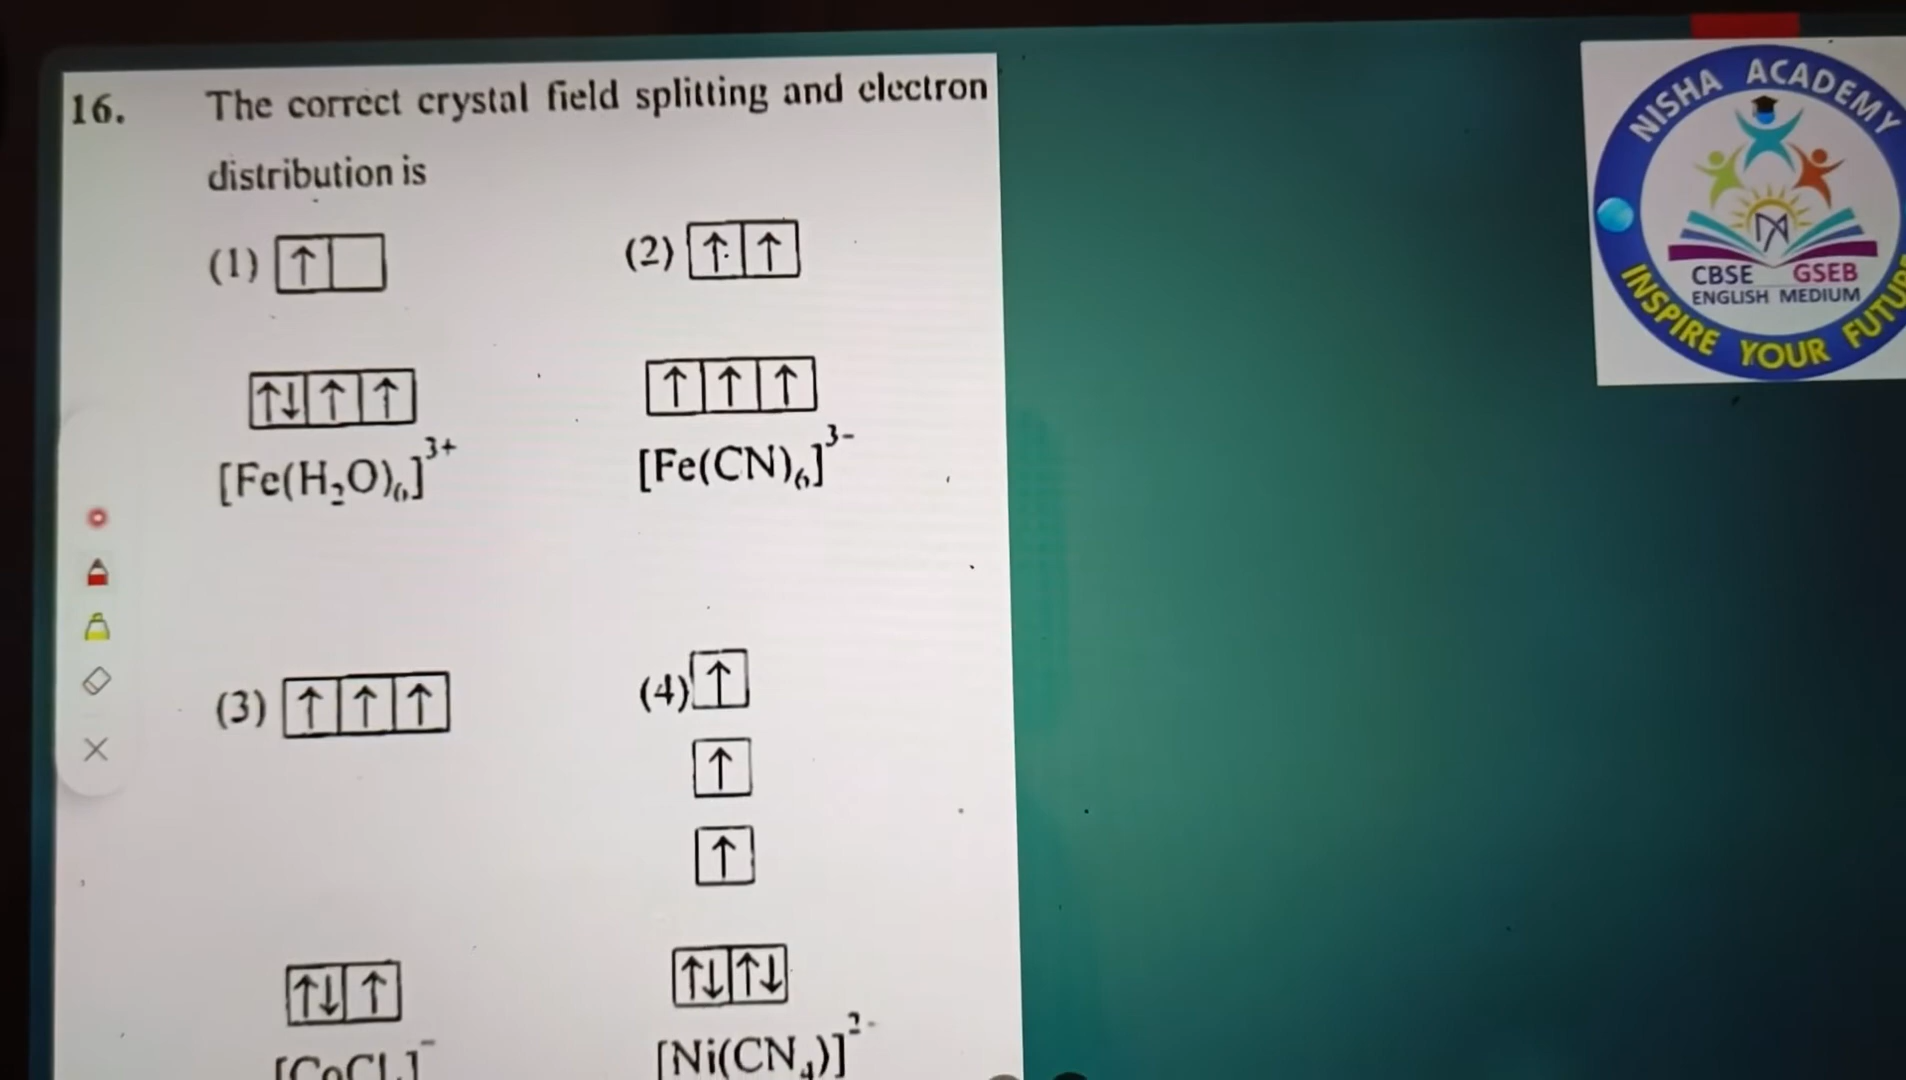 16. The correct crystal field splitting and electron
distribution is
(1) ↑
(2) ↑ ↑
↑↓ ↑ ↑
↑ ↑ ↑
[Fe(H₂O)₆]³⁺
[Fe(CN)₆]³⁻
(3) ↑ ↑ ↑
(4) ↑
↑
↑
↑↓ ↑
↑↓ ↑↓
[CoCl₄]⁻
[Ni(CN₄)]²⁻
NISHA ACADEMY
CBSE GSEB
ENGLISH MEDIUM
INSPIRE YOUR